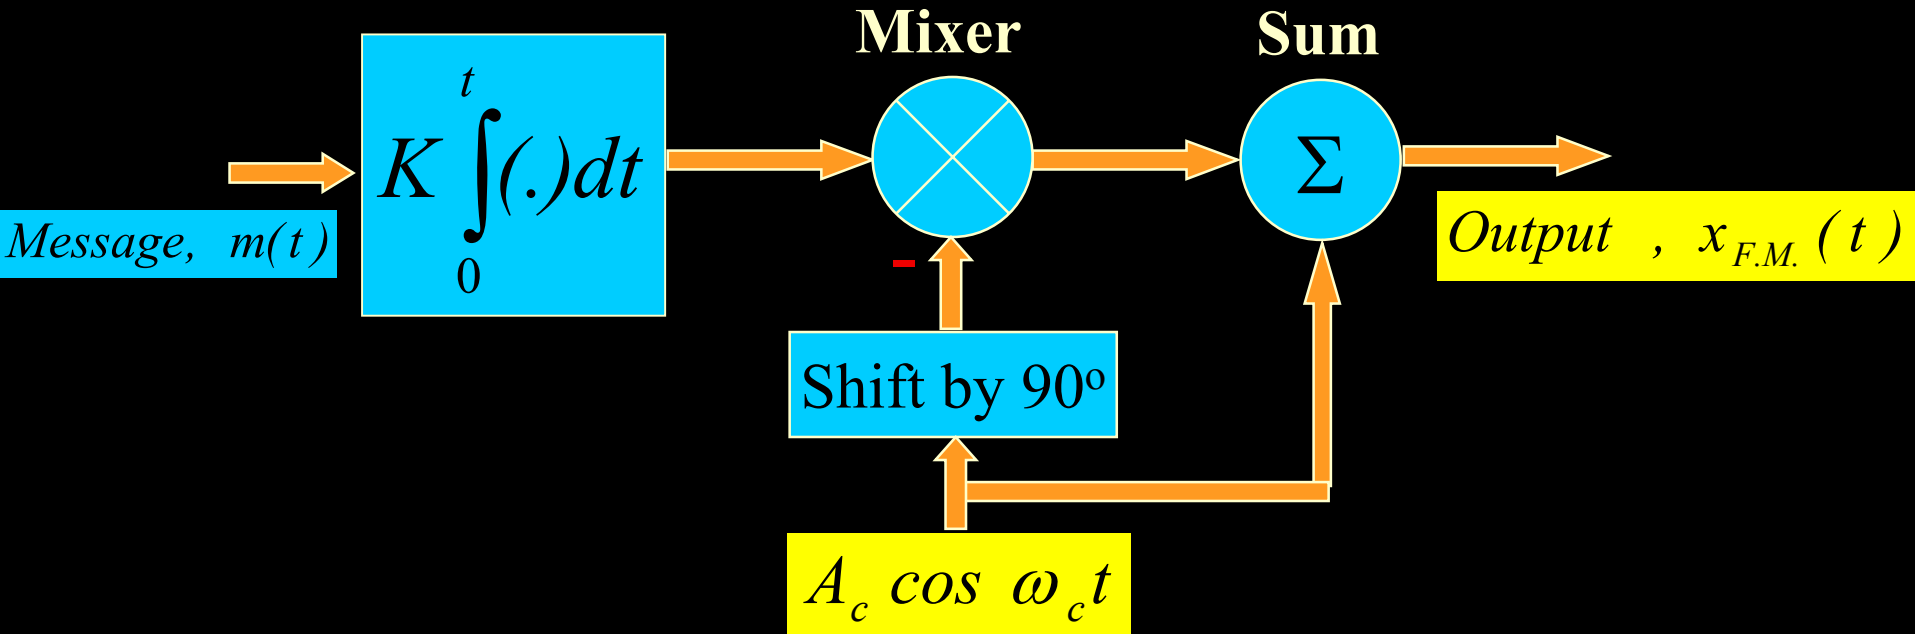 Mixer
Sum
K ∫₀ᵗ (.)dt
Σ
Message, m(t)
Output , x_F.M. (t)
-
Shift by 90º
A_c cos ω_c t